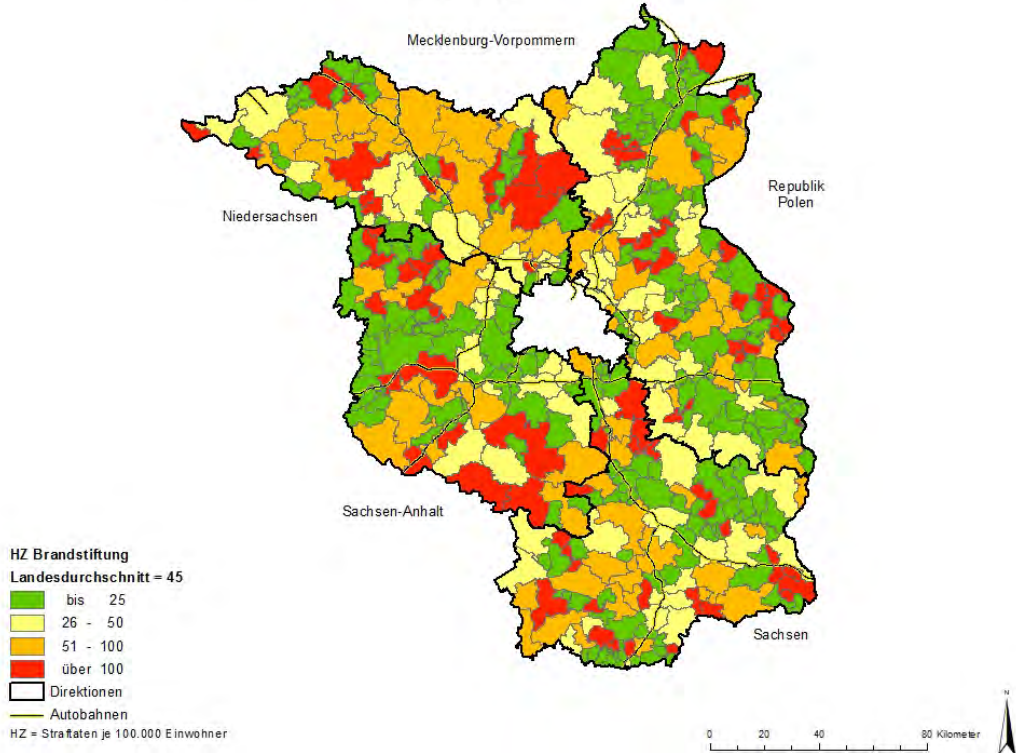 Mecklenburg-Vorpommern
Republik
Polen
Niedersachsen
Sachsen-Anhalt
Sachsen
HZ Brandstiftung
Landesdurchschnitt = 45
bis 25
26 - 50
51 - 100
über 100
Direktionen
Autobahnen
HZ = Straftaten je 100.000 Einwohner
0 20 40 80 Kilometer
N